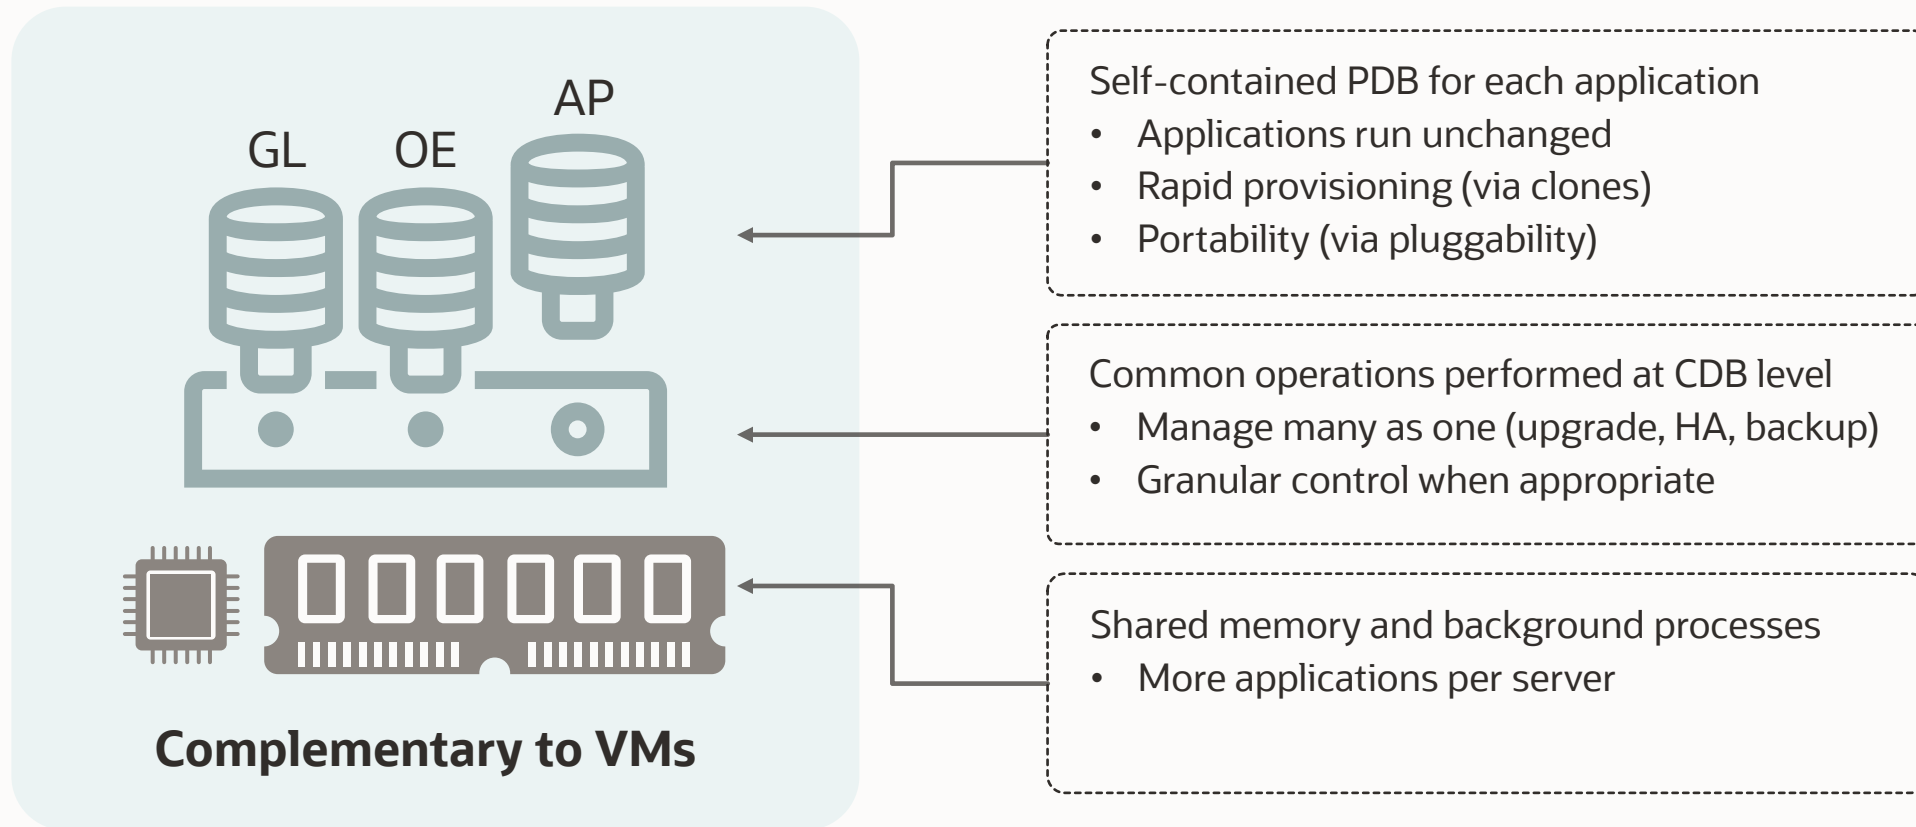 AP
GL OE
Complementary to VMs
Self-contained PDB for each application
• Applications run unchanged
• Rapid provisioning (via clones)
• Portability (via pluggability)
Common operations performed at CDB level
• Manage many as one (upgrade, HA, backup)
• Granular control when appropriate
Shared memory and background processes
• More applications per server